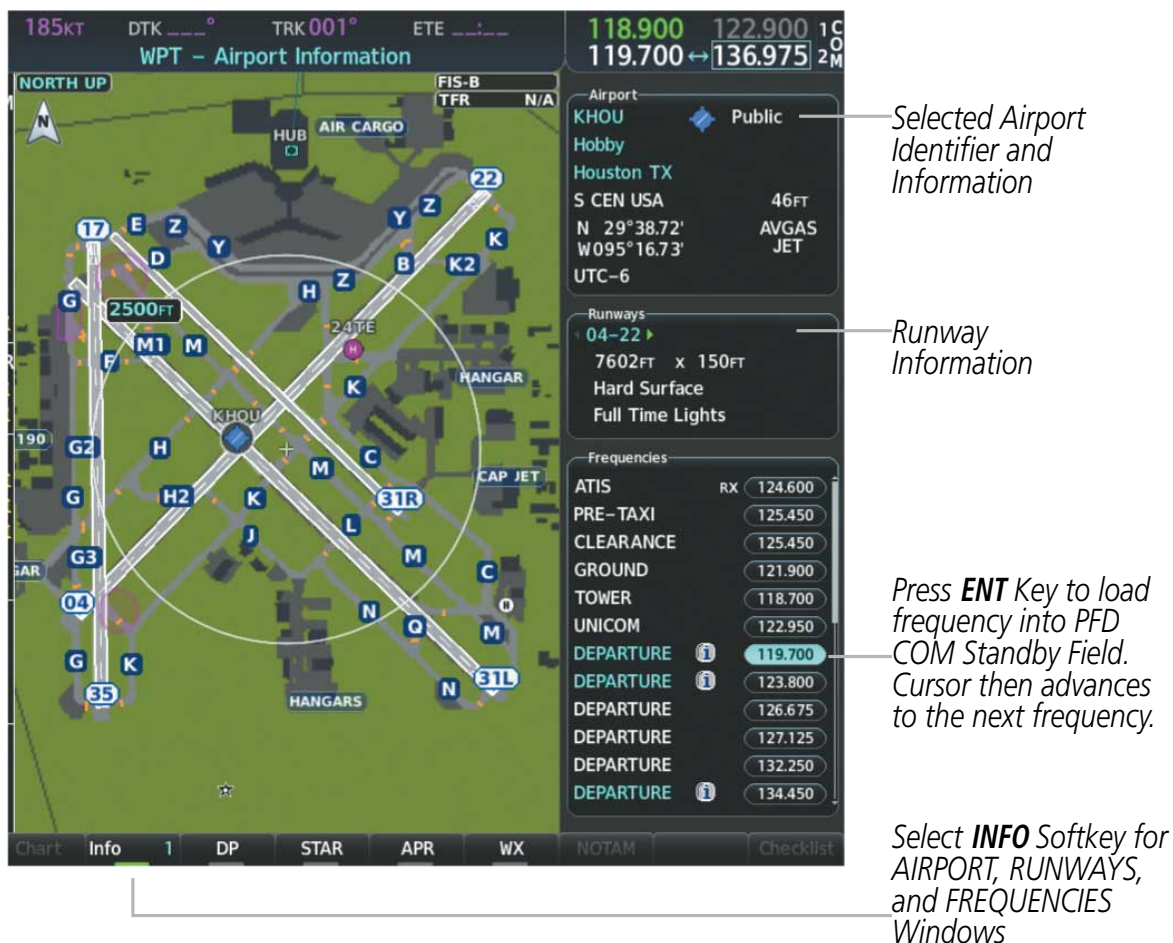 185KT DTK ___° TRK 001° ETE __:__
WPT – Airport Information
118.900 122.900 1 C
O
119.700 ↔ 136.975 2 M
NORTH UP
N
FIS-B
TFR N/A
HUB
AIR CARGO
22
17
E
Z
Y
Y
Z
K
D
B
K2
G
H
Z
2500FT
24TE
H
M1
M
F
HANGAR
K
KHOU
190
G2
H
C
M
CAP JET
G
H2
K
31R
L
J
M
G3
C
04
N
Q
M
G
K
35
N
31L
HANGARS
Airport
KHOU Public
Hobby
Houston TX
S CEN USA 46FT
N 29°38.72' AVGAS
W095°16.73' JET
UTC-6
Runways
04-22
7602FT x 150FT
Hard Surface
Full Time Lights
Frequencies
ATIS RX 124.600
PRE-TAXI 125.450
CLEARANCE 125.450
GROUND 121.900
TOWER 118.700
UNICOM 122.950
DEPARTURE i 119.700
DEPARTURE i 123.800
DEPARTURE 126.675
DEPARTURE 127.125
DEPARTURE 132.250
DEPARTURE i 134.450
Chart Info 1 DP STAR APR WX NOTAM Checklist
Selected Airport
Identifier and
Information
Runway
Information
Press ENT Key to load
frequency into PFD
COM Standby Field.
Cursor then advances
to the next frequency.
Select INFO Softkey for
AIRPORT, RUNWAYS,
and FREQUENCIES
Windows